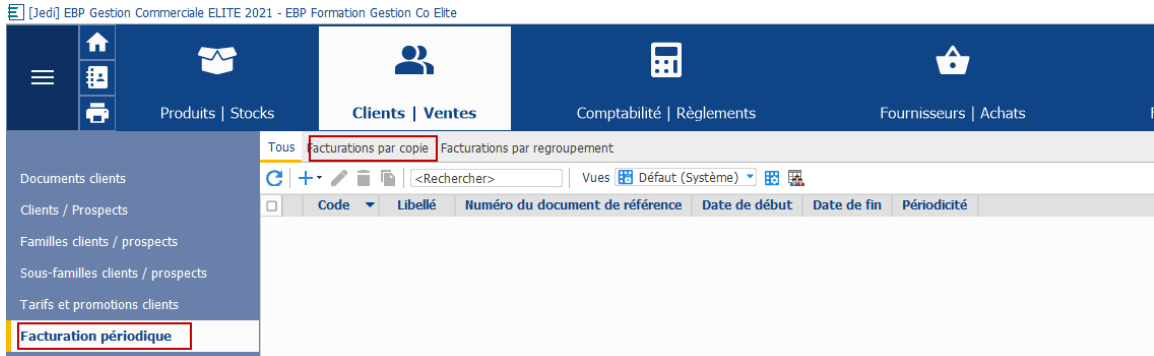 [Jedi] EBP Gestion Commerciale ELITE 2021 - EBP Formation Gestion Co Elite
Produits | Stocks
Clients | Ventes
Comptabilité | Règlements
Fournisseurs | Achats
Tous Facturations par copie Facturations par regroupement
<Rechercher> Vues Défaut (Système)
Code Libellé Numéro du document de référence Date de début Date de fin Périodicité
Documents clients
Clients / Prospects
Familles clients / prospects
Sous-familles clients / prospects
Tarifs et promotions clients
Facturation périodique